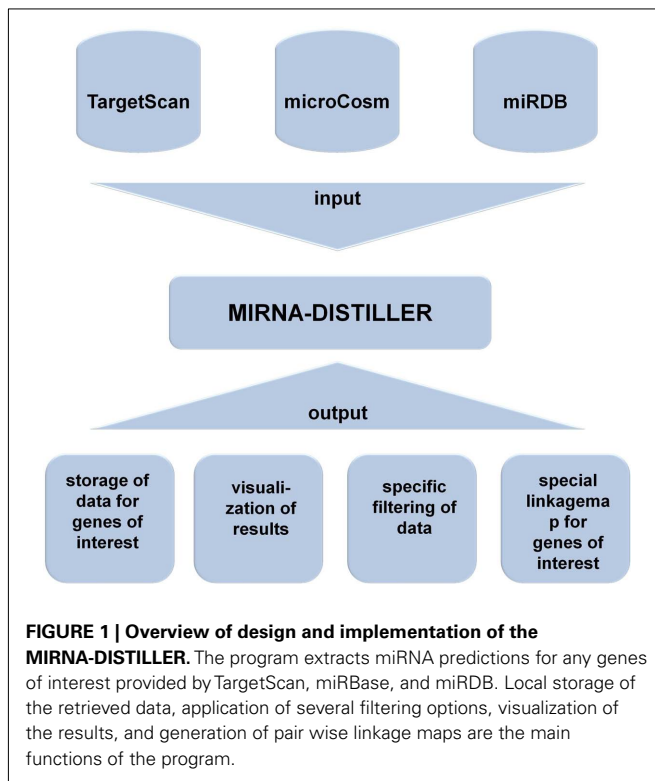 TargetScan
microCosm
miRDB
input
MIRNA-DISTILLER
output
storage of
data for
genes of
interest
visuali-
zation of
results
specific
filtering of
data
special
linkagema
p for
genes of
interest
FIGURE 1 | Overview of design and implementation of the
MIRNA-DISTILLER. The program extracts miRNA predictions for any genes
of interest provided by TargetScan, miRBase, and miRDB. Local storage of
the retrieved data, application of several filtering options, visualization of
the results, and generation of pair wise linkage maps are the main
functions of the program.